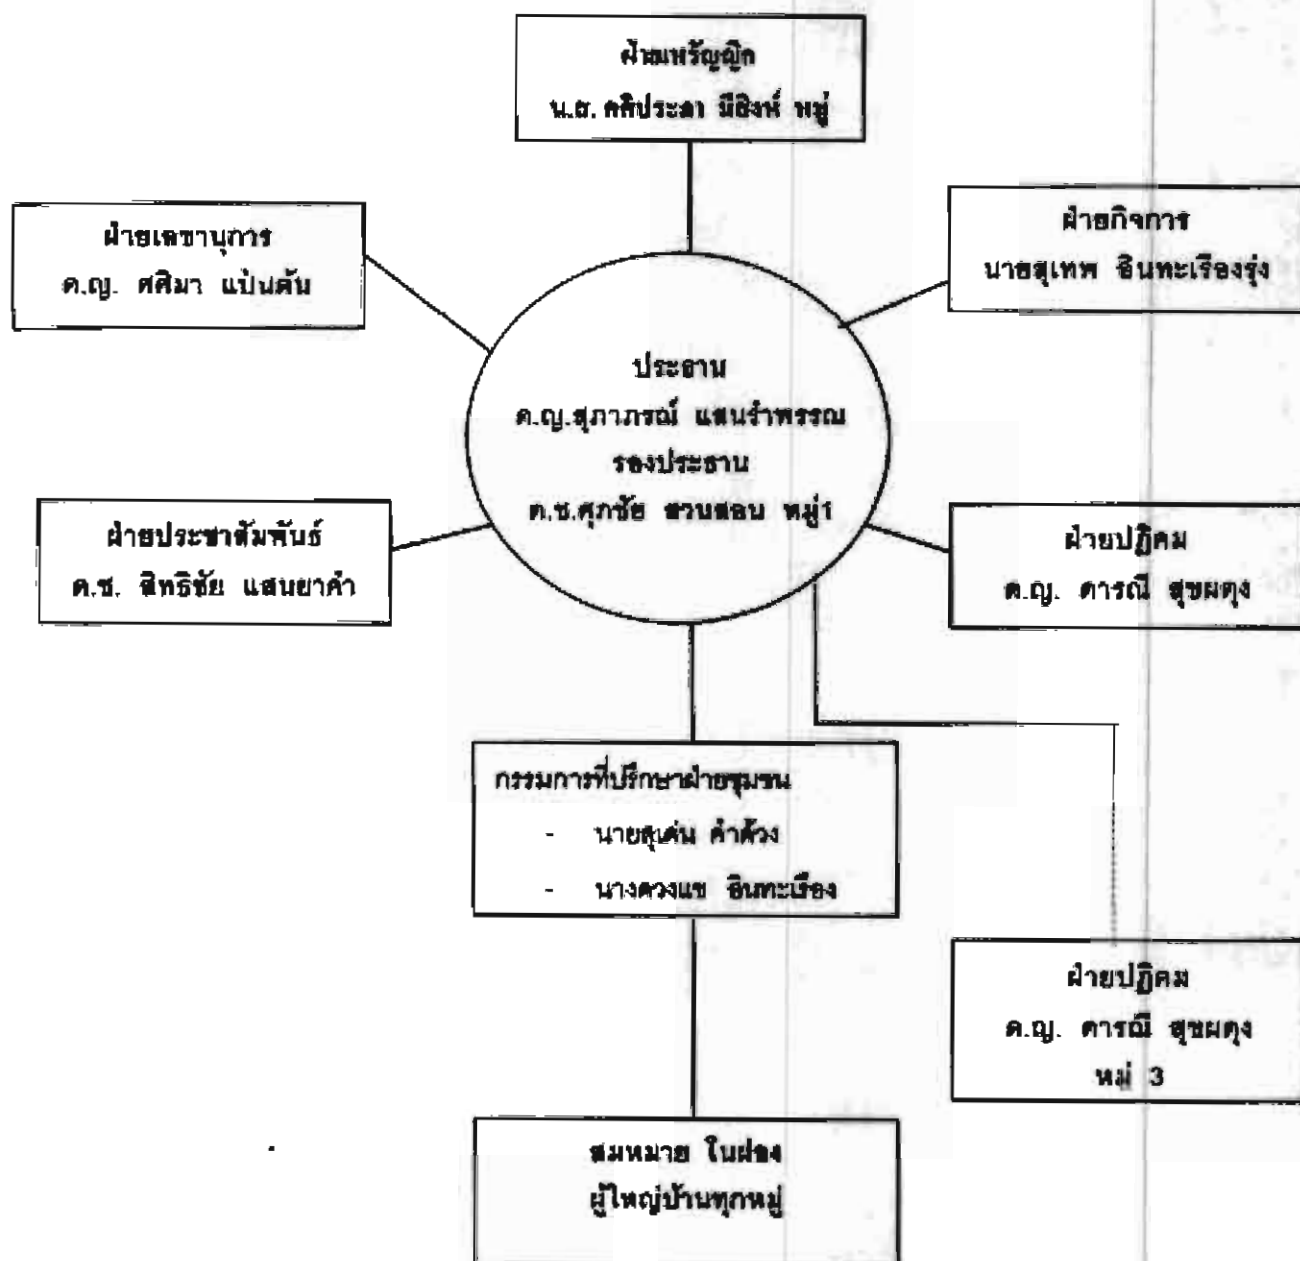 ฝ่ายเหรัญญิก
น.ส. มีสิงห์ หมู่
ฝ่ายเลขานุการ
ด.ญ. ศศิมา แป้นต้น
ฝ่ายกิจการ
นายสุเทพ อินทะเรืองรุ่ง
ประธาน
ด.ญ.สุภาภรณ์ แสนรำพรรณ
รองประธาน
ด.ช.ศุภชัย สวนสอน หมู่1
ฝ่ายประชาสัมพันธ์
ด.ช. สิทธิชัย แสนยาคำ
ฝ่ายปฏิคม
ด.ญ. ดารณี สุขผดุง
กรรมการที่ปรึกษาฝ่ายชุมชน
- นายสุเด่น คำด้วง
- นางดวงแข อินทะเรือง
ฝ่ายปฏิคม
ด.ญ. ดารณี สุขผดุง
หมู่ 3
สมหมาย ในฝอง
ผู้ใหญ่บ้านทุกหมู่